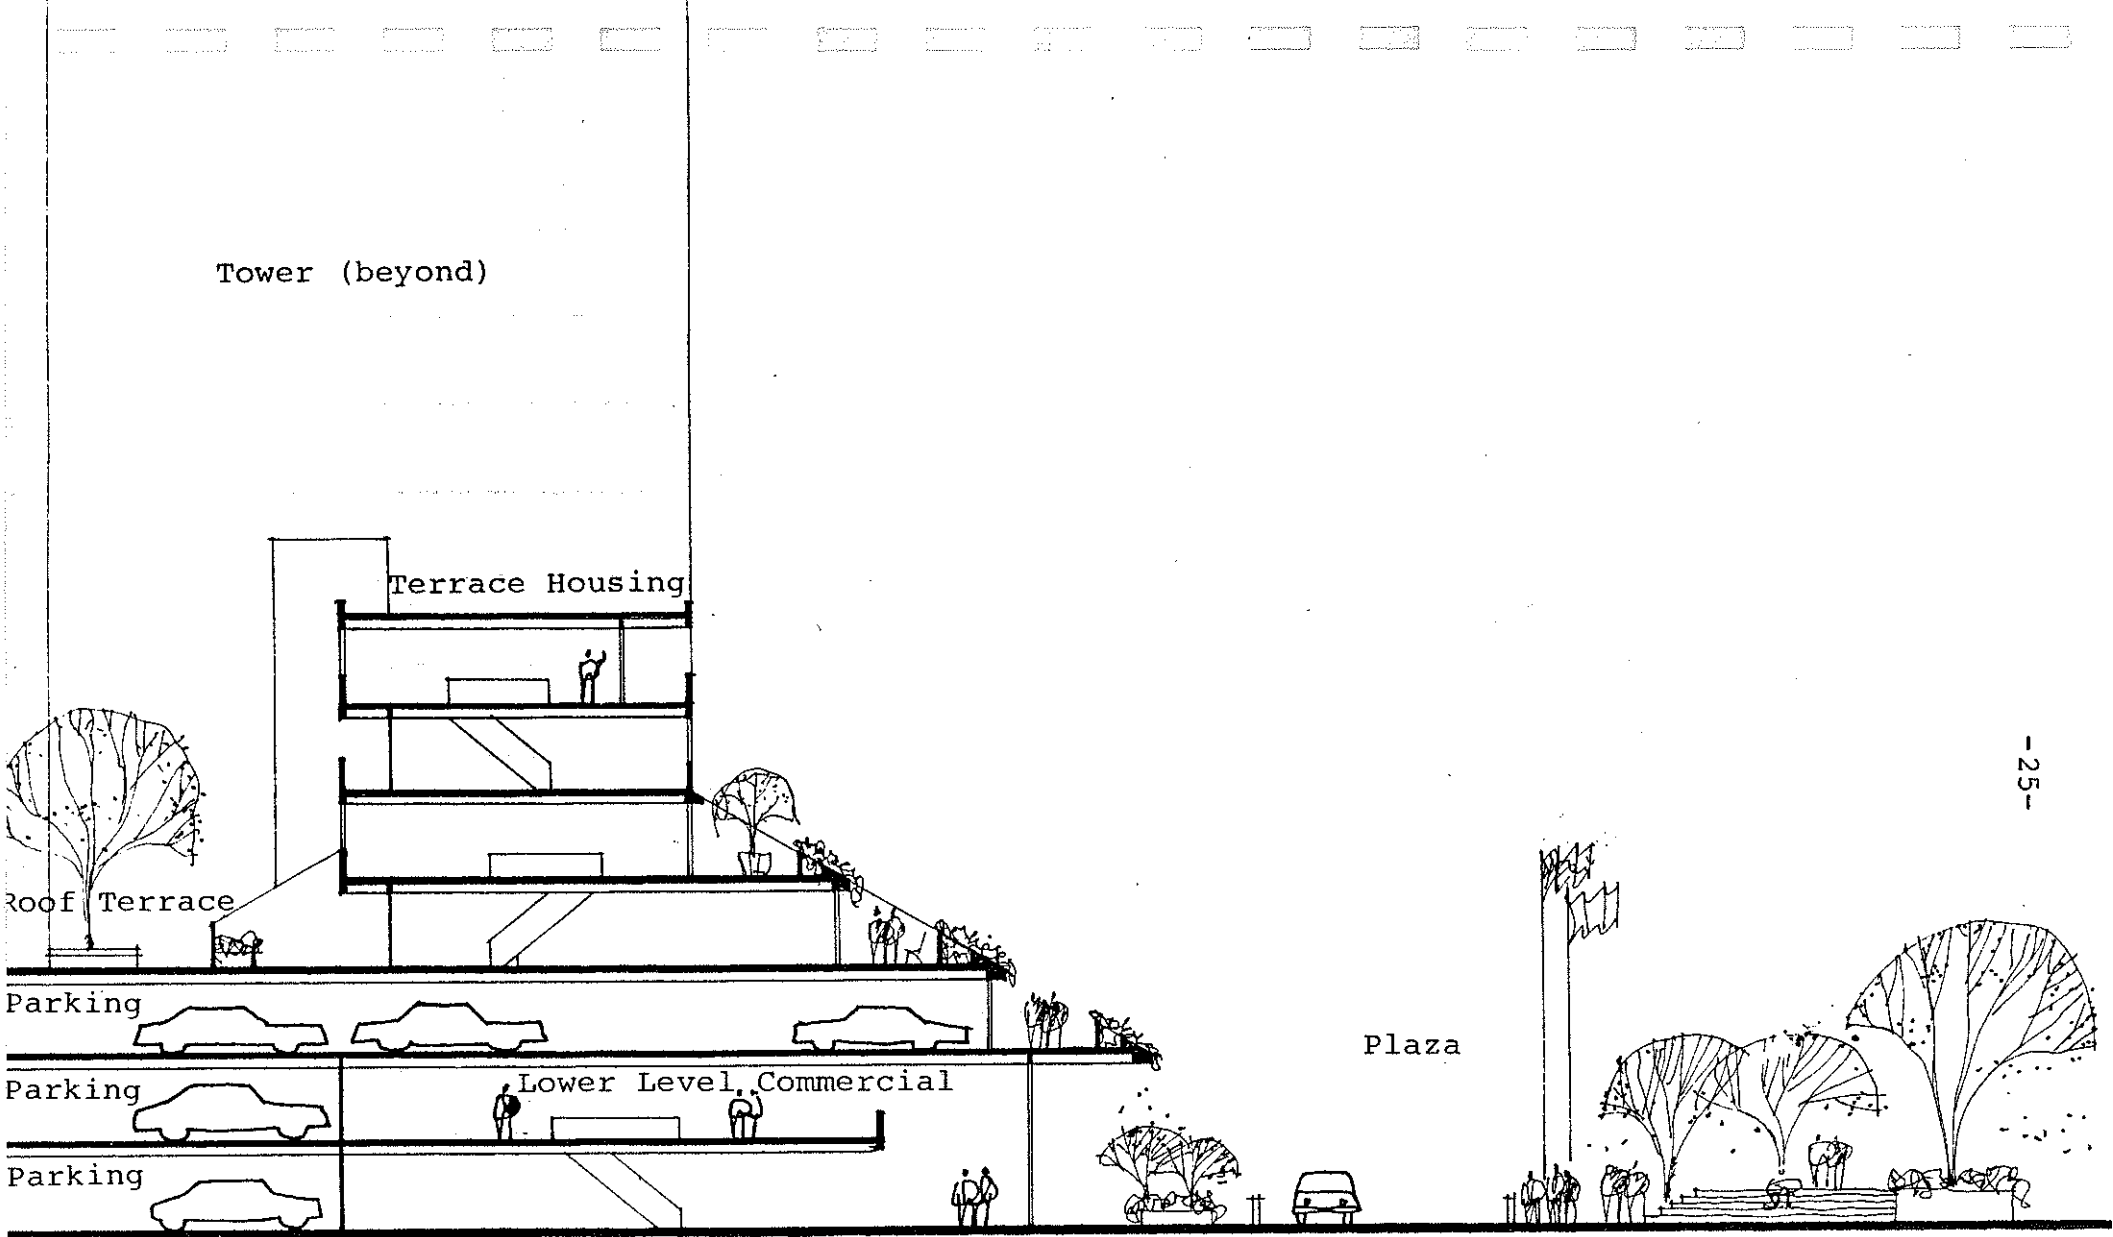 Tower (beyond)
Terrace Housing
-25-
Roof Terrace
Parking
Plaza
Parking
Lower Level Commercial
Parking